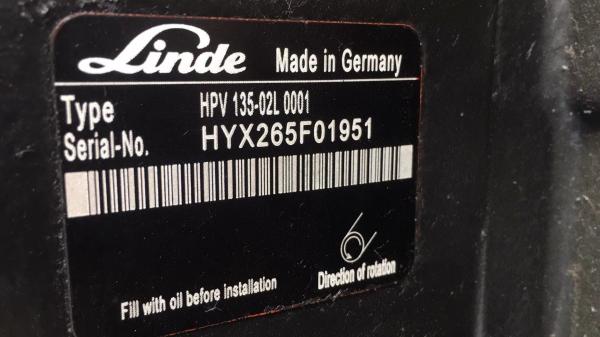 Linde Made in Germany
Type HPV 135-02L 0001
Serial-No. HYX265F01951
Fill with oil before installation
Direction of rotation